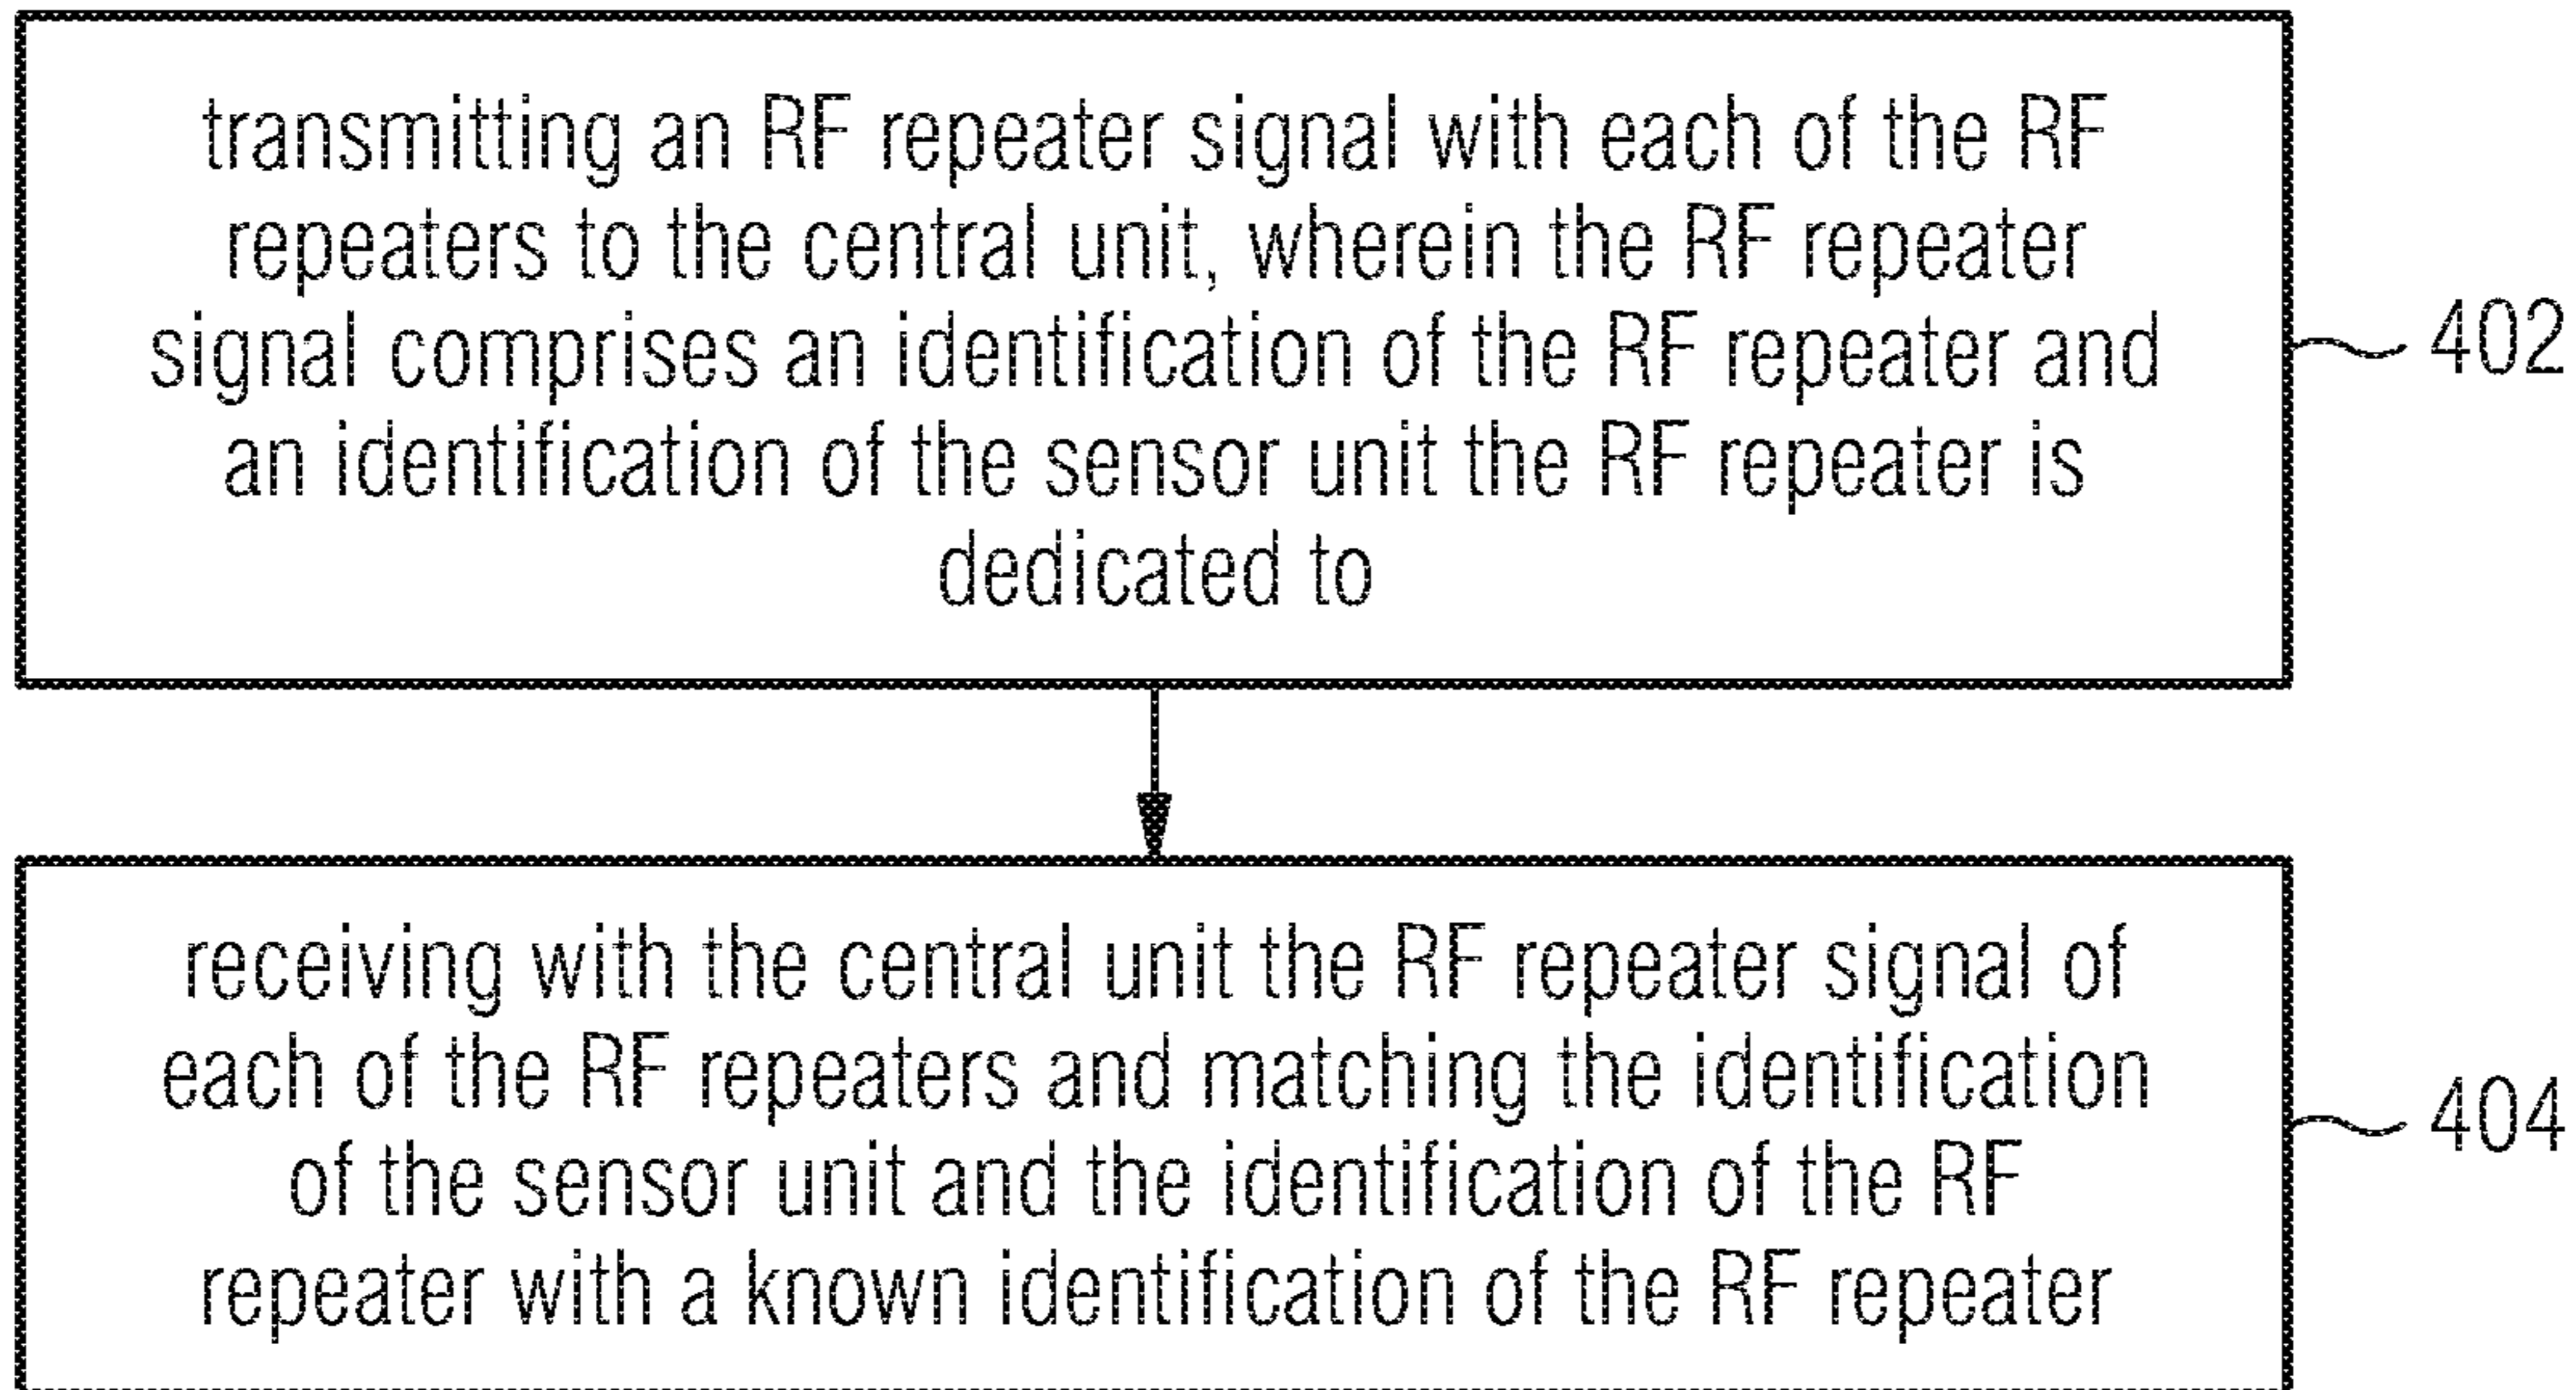 transmitting an RF repeater signal with each of the RF
repeaters to the central unit, wherein the RF repeater
signal comprises an identification of the RF repeater and
an identification of the sensor unit the RF repeater is
dedicated to
402
receiving with the central unit the RF repeater signal of
each of the RF repeaters and matching the identification
of the sensor unit and the identification of the RF
repeater with a known identification of the RF repeater
404